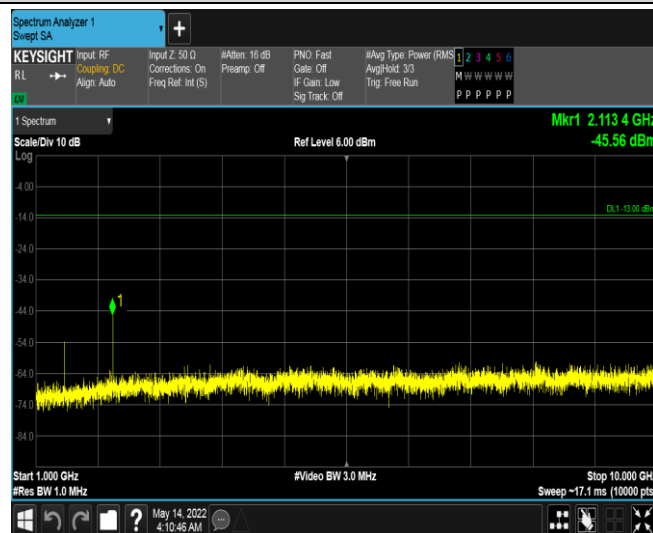 Spectrum Analyzer 1
Swept SA
+
KEYSIGHT
RL
Input: RF
Coupling: DC
Align: Auto
Input Z: 50 Ω
Corrections: On
Freq Ref: Int (S)
#Atten: 16 dB
Preamp: Off
PNO: Fast
Gate: Off
IF Gain: Low
Sig Track: Off
#Avg Type: Power (RMS
Avg|Hold: 3/3
Trig: Free Run
1 2 3 4 5 6
M W W W W W
P P P P P P
1 Spectrum
Scale/Div 10 dB
Ref Level 6.00 dBm
Mkr1 2.113 4 GHz
-45.56 dBm
Log
-4.00
-14.0
-24.0
-34.0
-44.0
-54.0
-64.0
-74.0
-84.0
DL1 -13.00 dBm
1
Start 1.000 GHz
#Video BW 3.0 MHz
Stop 10.000 GHz
#Res BW 1.0 MHz
Sweep ~17.1 ms (10000 pts)
?
May 14, 2022
4:10:46 AM